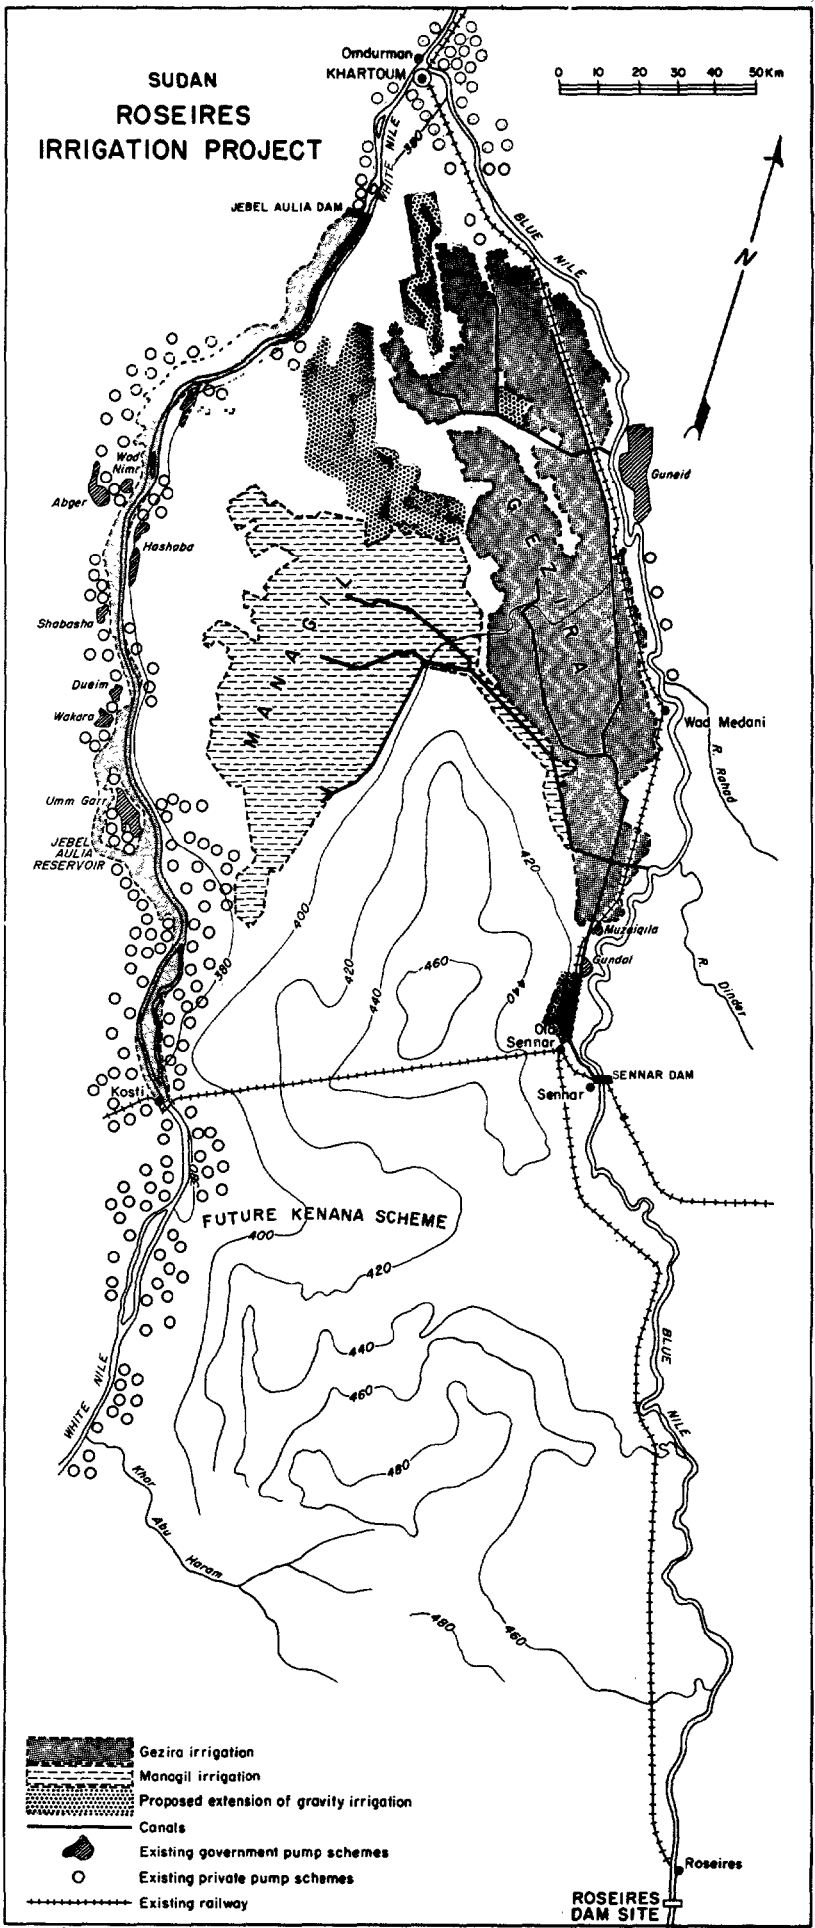 SUDAN
ROSEIRES
IRRIGATION PROJECT
Omdurman
KHARTOUM
0 10 20 30 40 50Km
WHITE NILE
380
JEBEL AULIA DAM
BLUE NILE
N
Wad
Nimr
Abger
Guneid
Hashaba
GEZIRA
Shabasha
MANAGIL
Dueim
Wakara
Wad Medani
R. Rahad
Umm Garr
JEBEL
AULIA
RESERVOIR
420
400
380
420
460
440
440
Muzaiqila
Gundal
R. Dinder
Old
Sennar
SENNAR DAM
Sennar
Kosti
FUTURE KENANA SCHEME
400
420
440
460
BLUE NILE
WHITE NILE
480
Khor Abu Haram
480
460
Gezira irrigation
Managil irrigation
Proposed extension of gravity irrigation
Canals
Existing government pump schemes
Existing private pump schemes
Existing railway
Roseires
ROSEIRES
DAM SITE